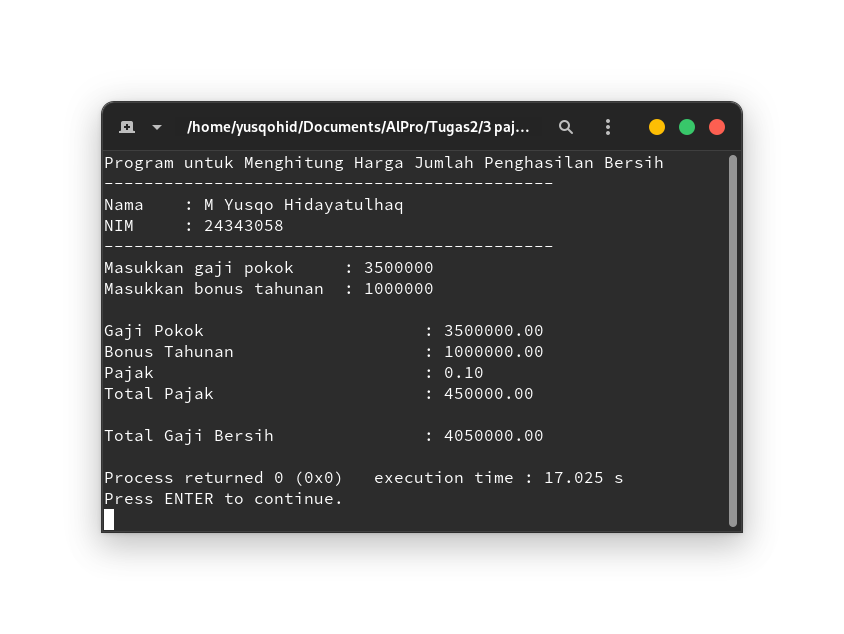 /home/yusqohid/Documents/AlPro/Tugas2/3 paj...
Program untuk Menghitung Harga Jumlah Penghasilan Bersih
---------------------------------------------
Nama    : M Yusqo Hidayatulhaq
NIM     : 24343058
---------------------------------------------
Masukkan gaji pokok     : 3500000
Masukkan bonus tahunan  : 1000000
Gaji Pokok                      : 3500000.00
Bonus Tahunan                   : 1000000.00
Pajak                           : 0.10
Total Pajak                     : 450000.00
Total Gaji Bersih               : 4050000.00
Process returned 0 (0x0)   execution time : 17.025 s
Press ENTER to continue.